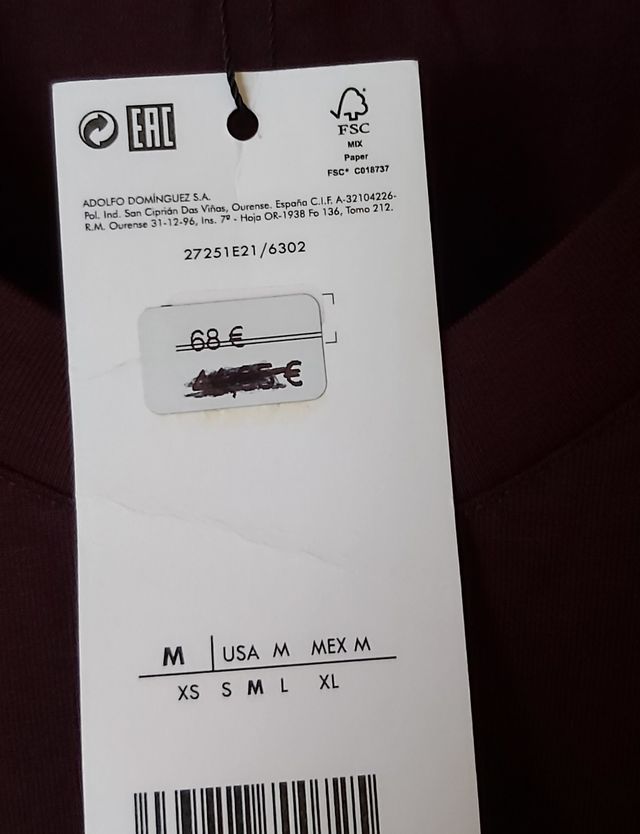 EAC
FSC
MIX
Paper
FSC® C018737
ADOLFO DOMÍNGUEZ S.A.
Pol. Ind. San Ciprián Das Viñas, Ourense. España C.I.F. A-32104226-
R.M. Ourense 31-12-96, Ins. 7º - Hoja OR-1938 Fo 136, Tomo 212.
27251E21/6302
68 €
€
M USA M MEX M
XS S M L XL